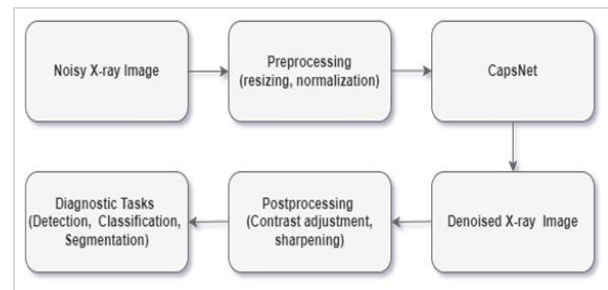 Noisy X-ray Image
Preprocessing
(resizing, normalization)
CapsNet
Diagnostic Tasks
(Detection, Classification,
Segmentation)
Postprocessing
(Contrast adjustment,
sharpening)
Denoised X-ray Image